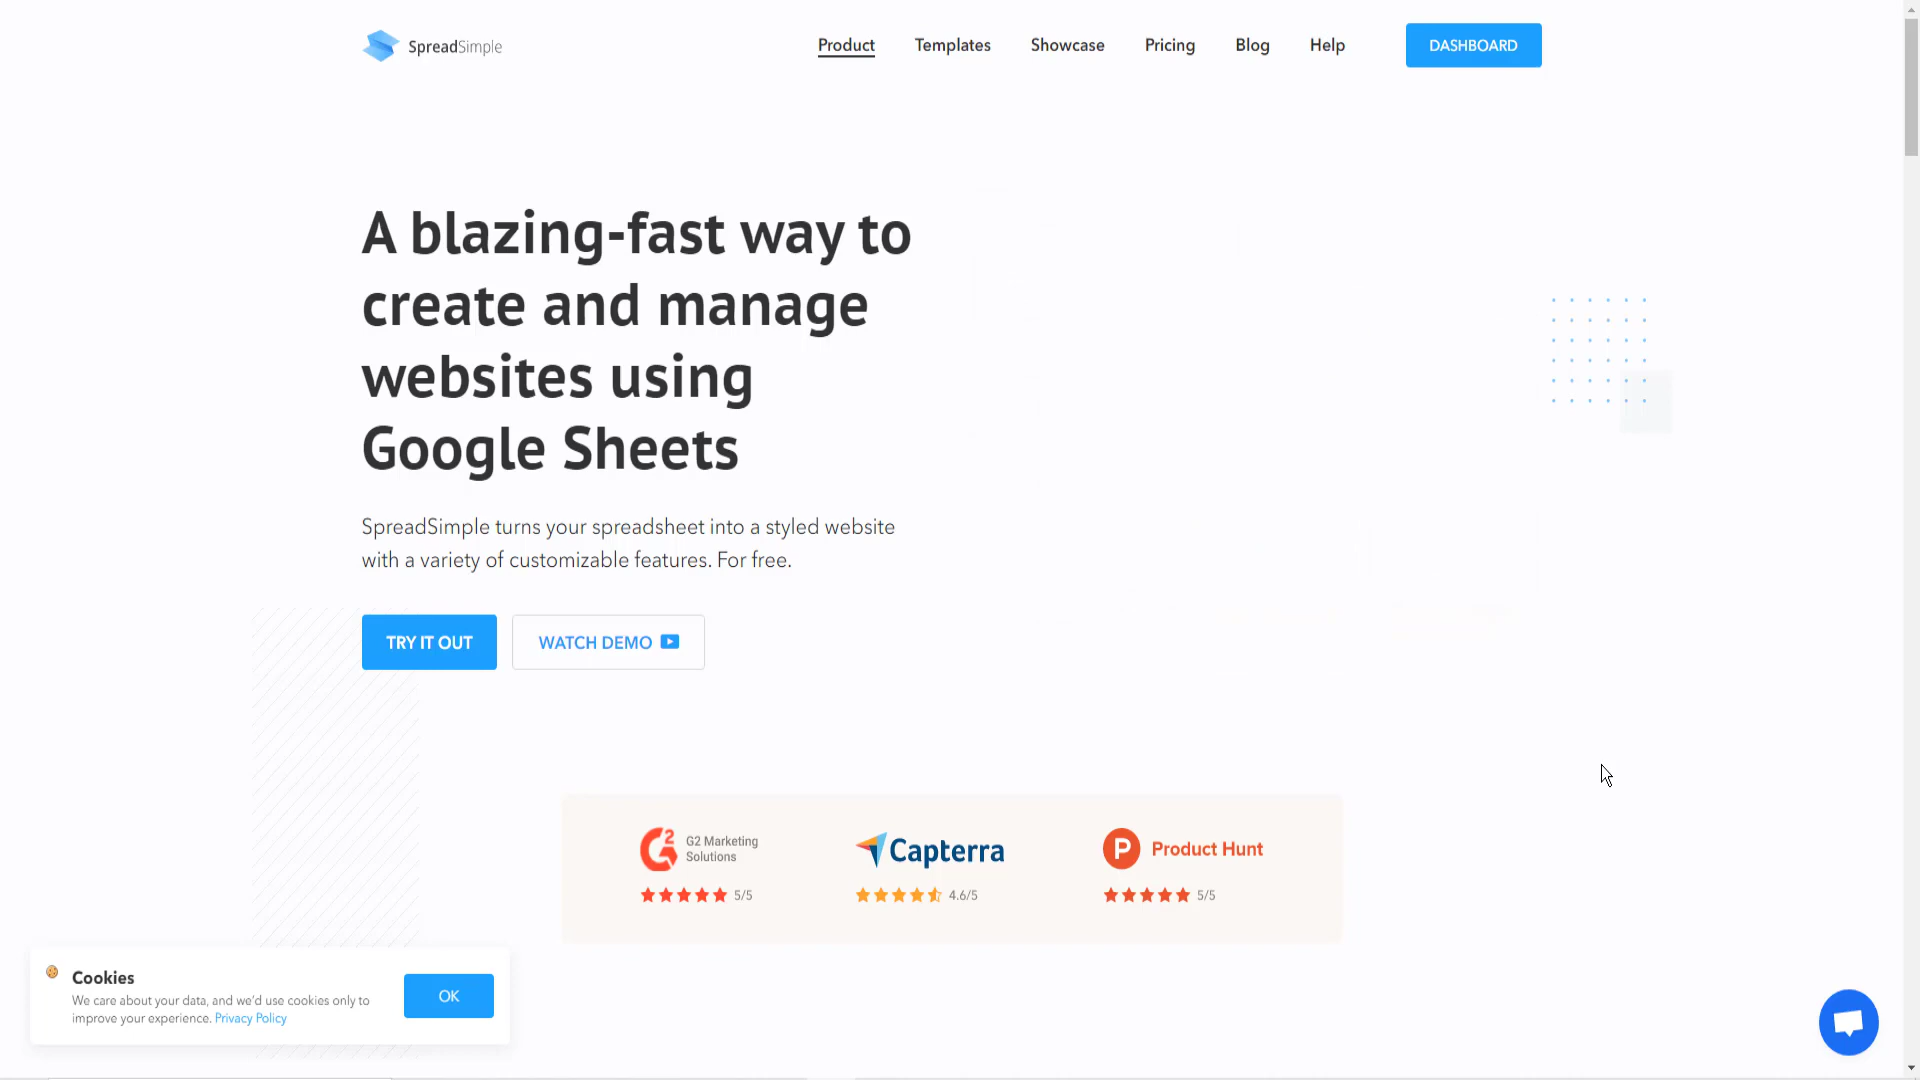 SpreadSimple
Product
Templates
Showcase
Pricing
Blog
Help
DASHBOARD
A blazing-fast way to
create and manage
websites using
Google Sheets
SpreadSimple turns your spreadsheet into a styled website
with a variety of customizable features. For free.
TRY IT OUT
WATCH DEMO
G2 Marketing
Solutions
5/5
Capterra
4.6/5
Product Hunt
5/5
Cookies
We care about your data, and we'd use cookies only to
improve your experience. Privacy Policy
OK